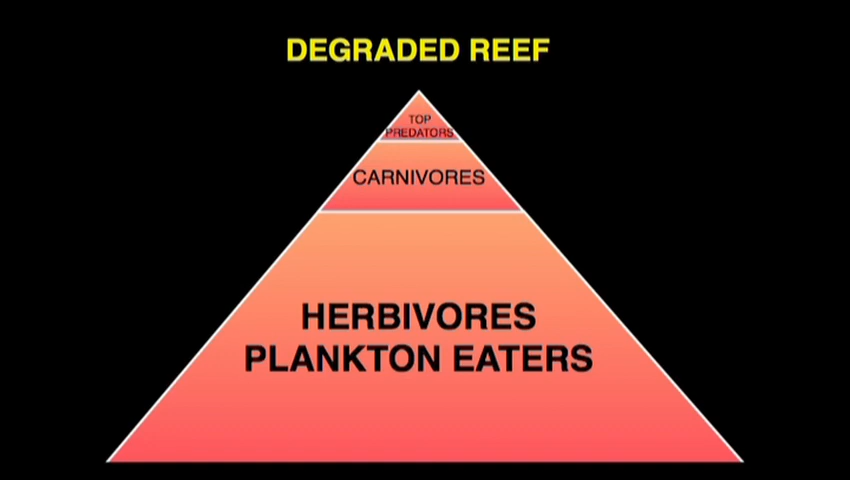 DEGRADED REEF
TOP
PREDATORS
CARNIVORES
HERBIVORES
PLANKTON EATERS